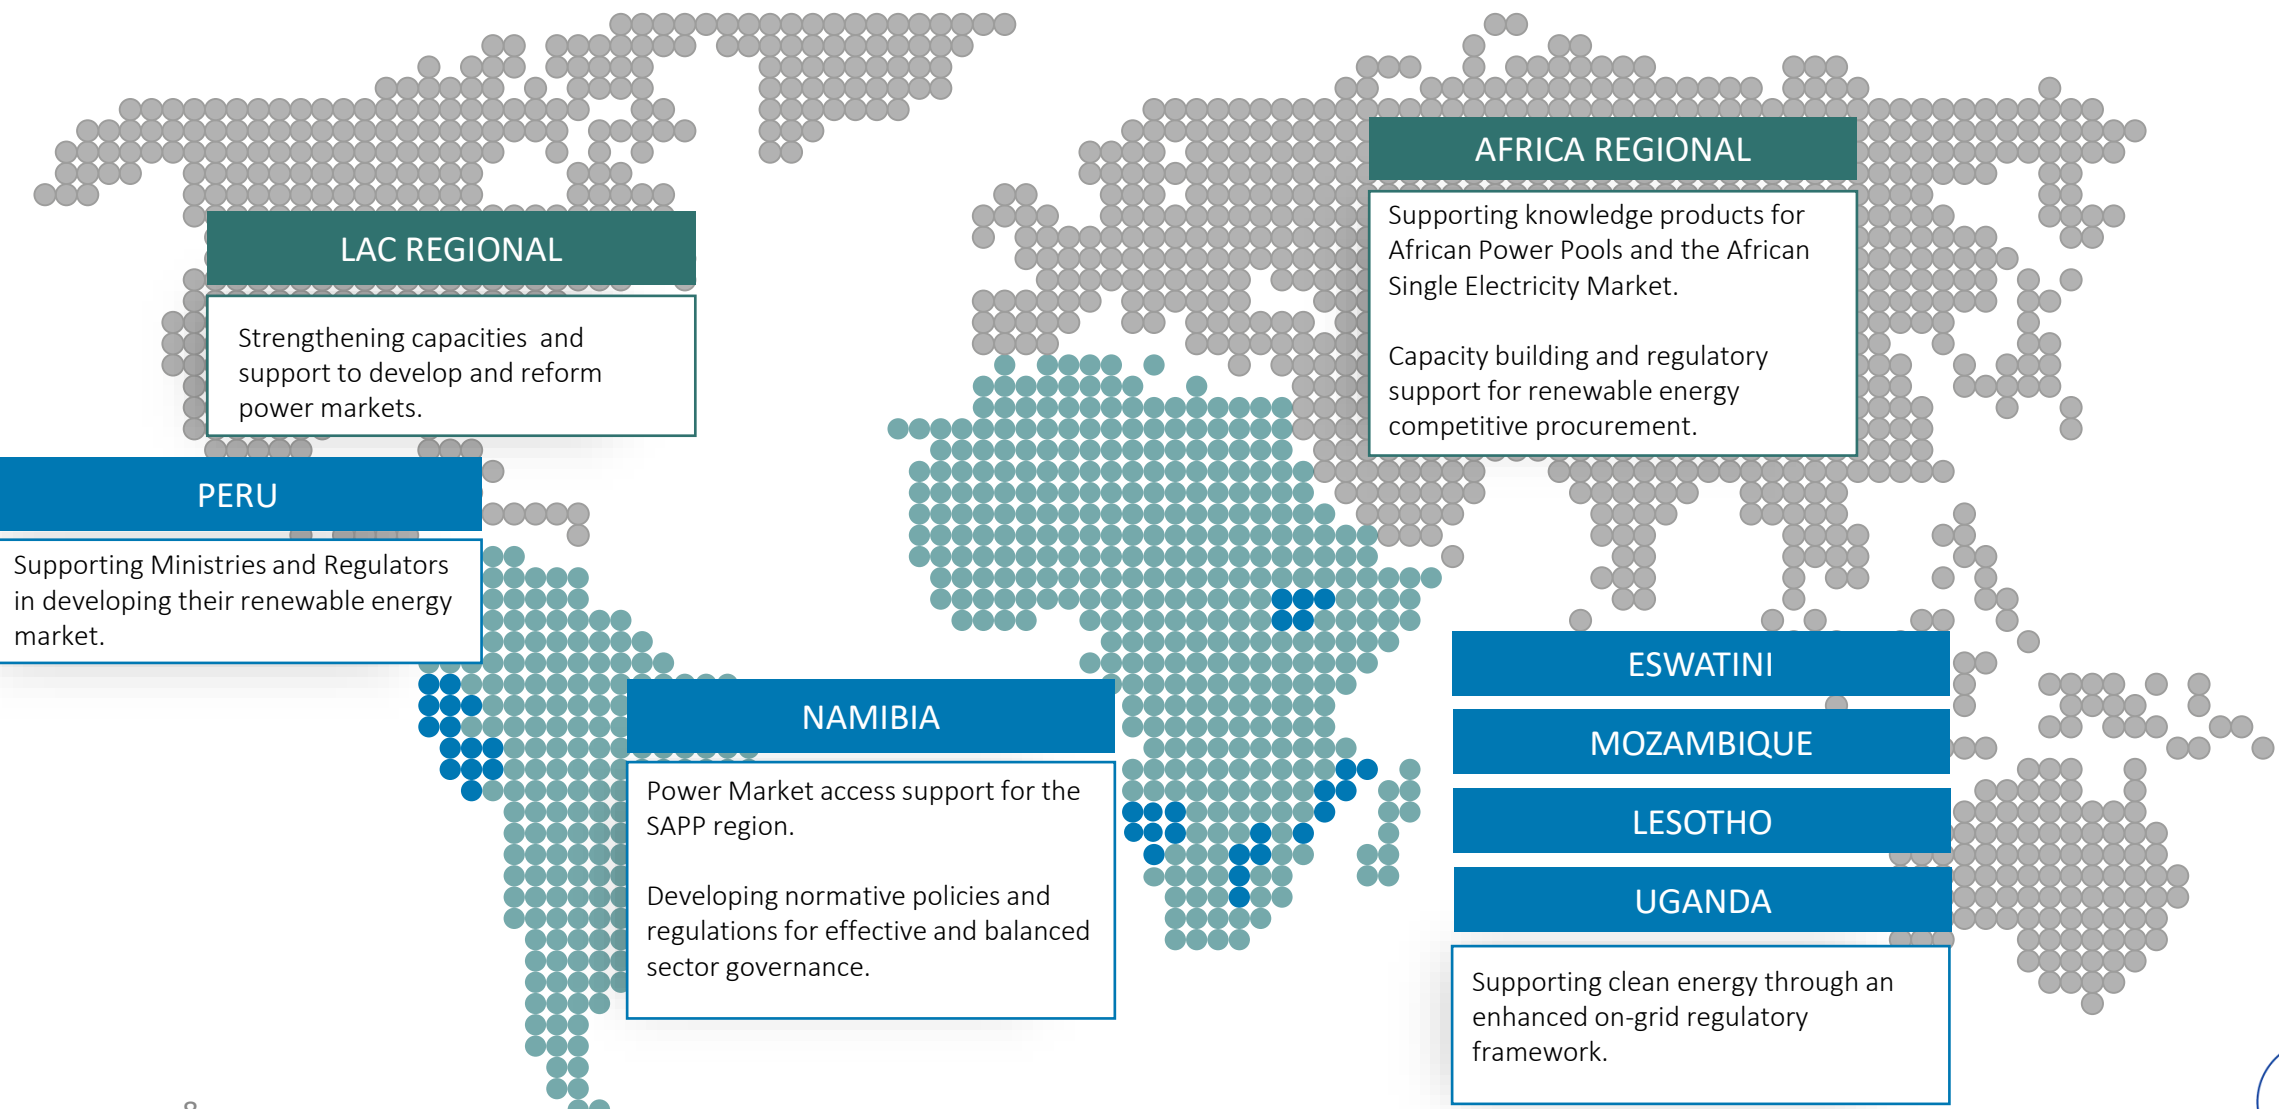 AFRICA REGIONAL
Supporting knowledge products for
African Power Pools and the African
Single Electricity Market.
Capacity building and regulatory
support for renewable energy
competitive procurement.
LAC REGIONAL
Strengthening capacities and
support to develop and reform
power markets.
PERU
Supporting Ministries and Regulators
in developing their renewable energy
market.
NAMIBIA
Power Market access support for the
SAPP region.
Developing normative policies and
regulations for effective and balanced
sector governance.
ESWATINI
MOZAMBIQUE
LESOTHO
UGANDA
Supporting clean energy through an
enhanced on-grid regulatory
framework.